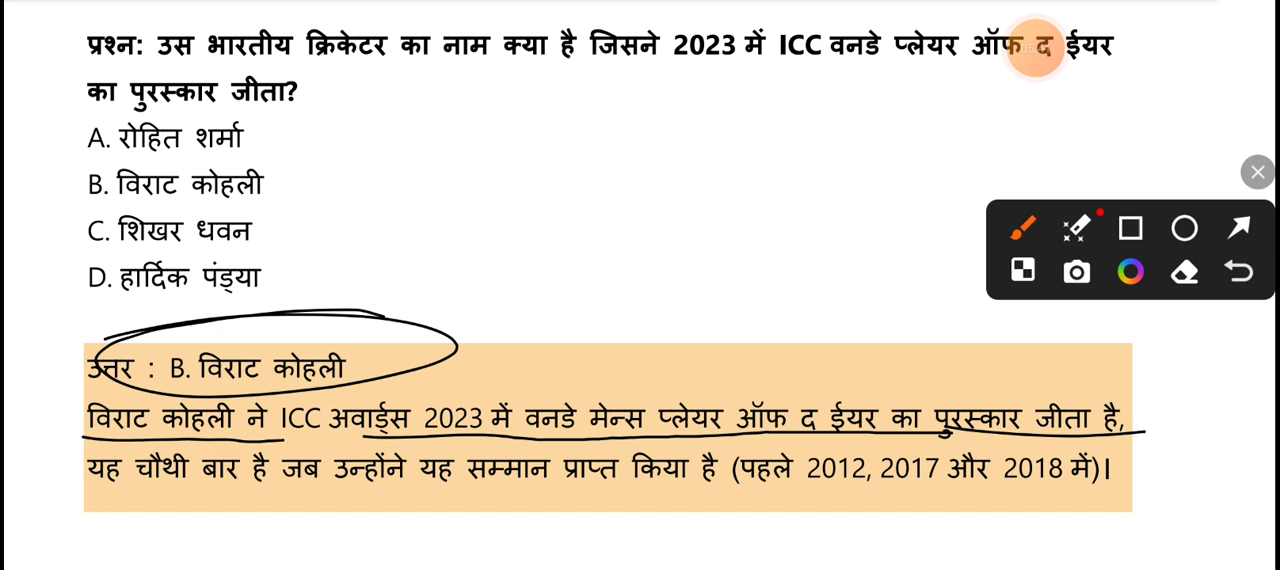 प्रश्न: उस भारतीय क्रिकेटर का नाम क्या है जिसने 2023 में ICC वनडे प्लेयर ऑफ द ईयर
का पुरस्कार जीता?
A. रोहित शर्मा
B. विराट कोहली
C. शिखर धवन
D. हार्दिक पंड्या
उत्तर : B. विराट कोहली
विराट कोहली ने ICC अवार्ड्स 2023 में वनडे मेन्स प्लेयर ऑफ द ईयर का पुरस्कार जीता है,
यह चौथी बार है जब उन्होंने यह सम्मान प्राप्त किया है (पहले 2012, 2017 और 2018 में)।